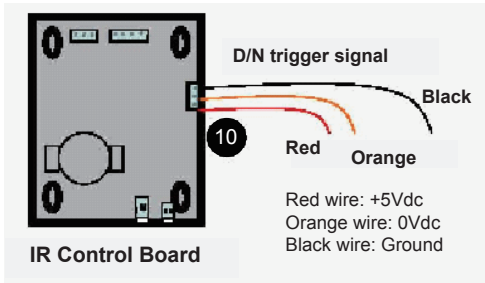 D/N trigger signal
Black
10
Red
Orange
Red wire: +5Vdc
Orange wire: 0Vdc
Black wire: Ground
IR Control Board